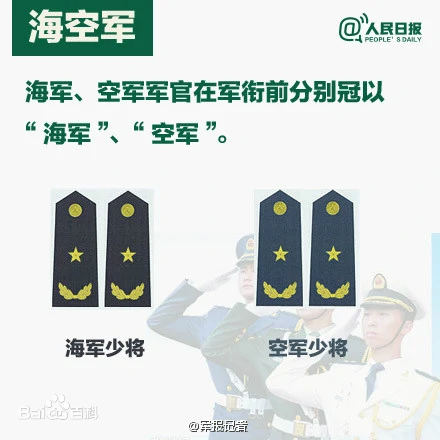 海空军
@人民日报
PEOPLE'S DAILY
海军、空军军官在军衔前分别冠以
“海军”、“空军”。
海军少将
空军少将
Baidu百科
@军报记者